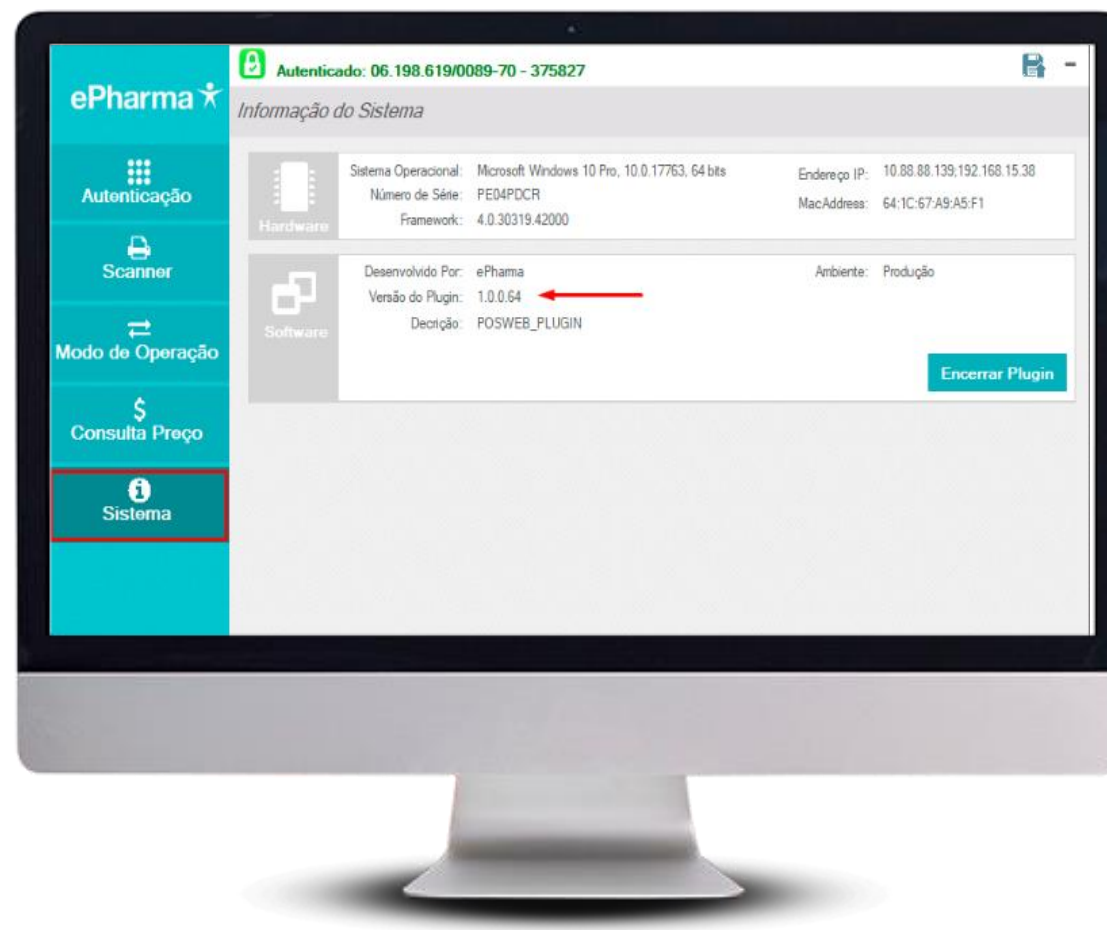 ePharma
Autenticado: 06.198.619/0089-70 - 375827
Informação do Sistema
Autenticação
Scanner
Modo de Operação
$
Consulta Preço
Sistema
Hardware
Sistema Operacional: Microsoft Windows 10 Pro, 10.0.17763, 64 bits
Número de Série: PE04PDCR
Framework: 4.0.30319.42000
Endereço IP: 10.88.88.139;192.168.15.38
MacAddress: 64:1C:67:A9:A5:F1
Software
Desenvolvido Por: ePharma
Versão do Plugin: 1.0.0.64
Decrição: POSWEB_PLUGIN
Ambiente: Produção
Encerrar Plugin